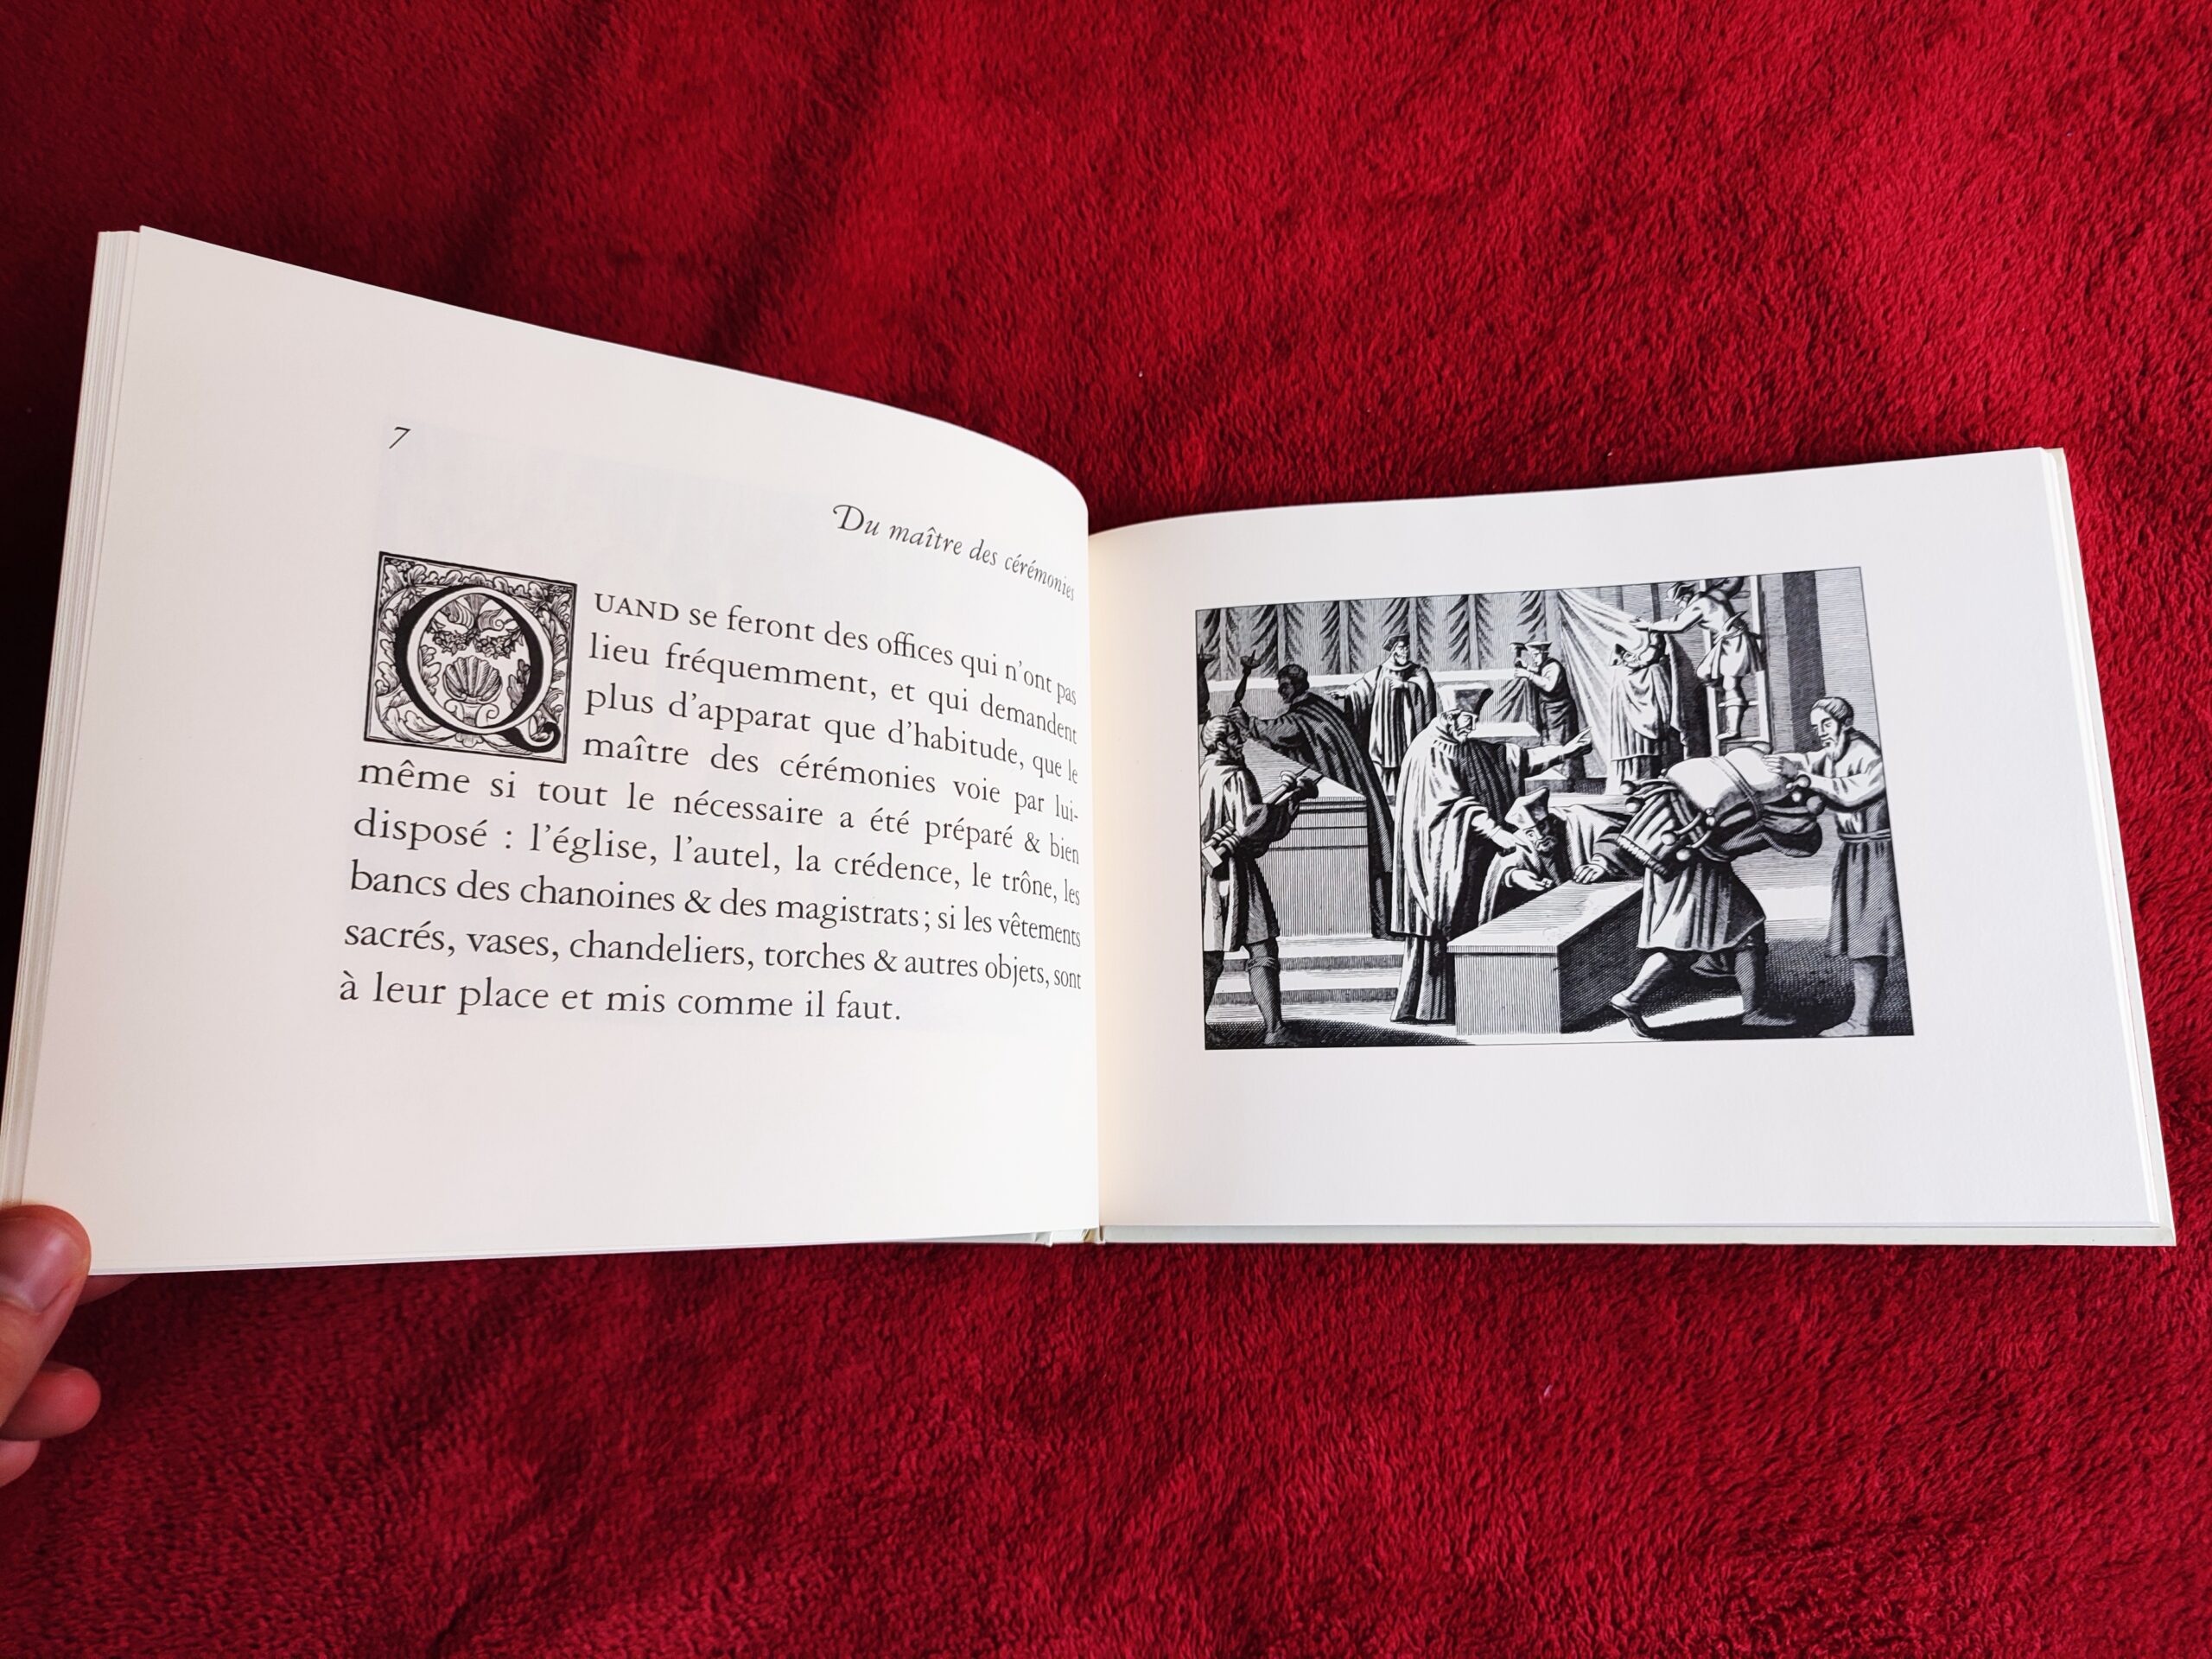 7
Du maître des cérémonies
QUAND se feront des offices qui n'ont pas
lieu fréquemment, et qui demandent
plus d'apparat que d'habitude, que le
maître des cérémonies voie par lui-
même si tout le nécessaire a été préparé & bien
disposé : l'église, l'autel, la crédence, le trône, les
bancs des chanoines & des magistrats ; si les vêtements
sacrés, vases, chandeliers, torches & autres objets, sont
à leur place et mis comme il faut.